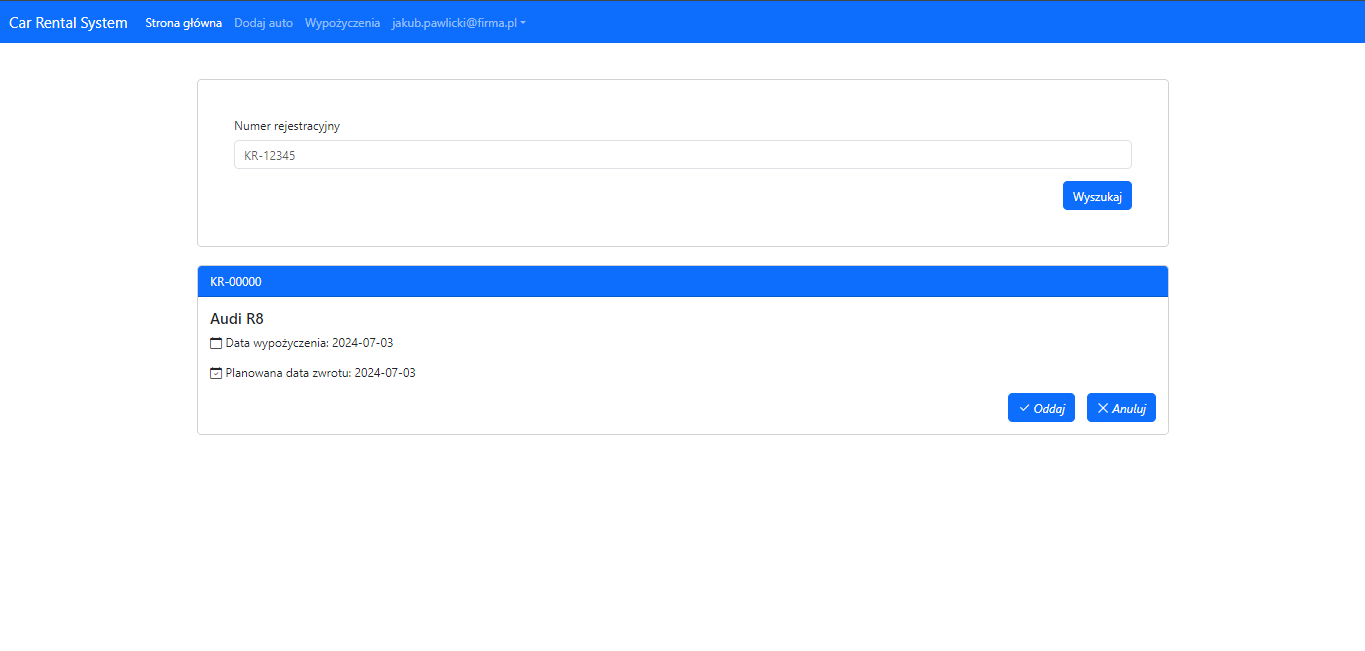 Car Rental System Strona główna Dodaj auto Wypożyczenia jakub.pawlicki@firma.pl
Numer rejestracyjny
KR-12345
Wyszukaj
KR-00000
Audi R8
Data wypożyczenia: 2024-07-03
Planowana data zwrotu: 2024-07-03
Oddaj Anuluj